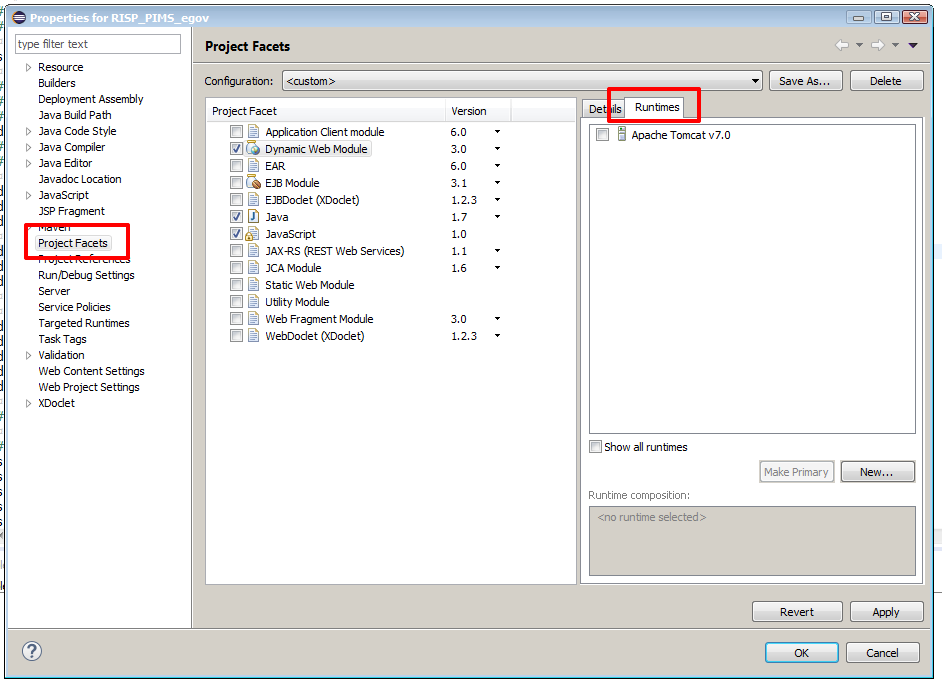 Properties for RISP_PIMS_egov
type filter text
Resource
Builders
Deployment Assembly
Java Build Path
Java Code Style
Java Compiler
Java Editor
Javadoc Location
JavaScript
JSP Fragment
Maven
Project Facets
Project References
Run/Debug Settings
Server
Service Policies
Targeted Runtimes
Task Tags
Validation
Web Content Settings
Web Project Settings
XDoclet
Project Facets
Configuration: <custom> Save As... Delete
Project Facet Version
Application Client module 6.0
Dynamic Web Module 3.0
EAR 6.0
EJB Module 3.1
EJBDoclet (XDoclet) 1.2.3
Java 1.7
JavaScript 1.0
JAX-RS (REST Web Services) 1.1
JCA Module 1.6
Static Web Module
Utility Module
Web Fragment Module 3.0
WebDoclet (XDoclet) 1.2.3
Details Runtimes
Apache Tomcat v7.0
Show all runtimes
Make Primary New...
Runtime composition:
<no runtime selected>
Revert Apply
OK Cancel